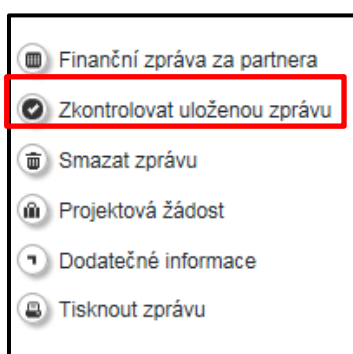 Finanční zpráva za partnera
Zkontrolovat uloženou zprávu
Smazat zprávu
Projektová žádost
Dodatečné informace
Tisknout zprávu